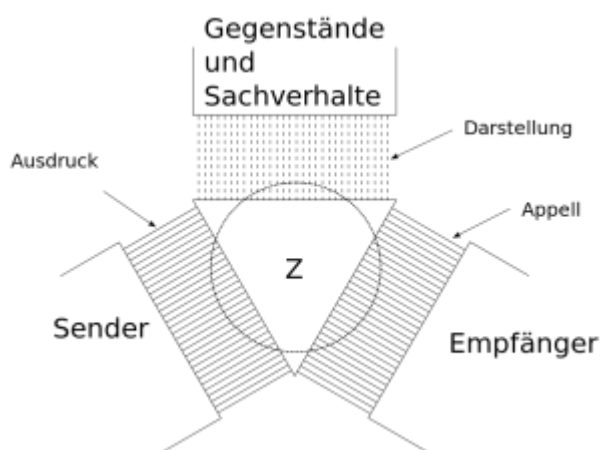 Gegenstände
und
Sachverhalte
Darstellung
Ausdruck
Appell
Z
Sender
Empfänger